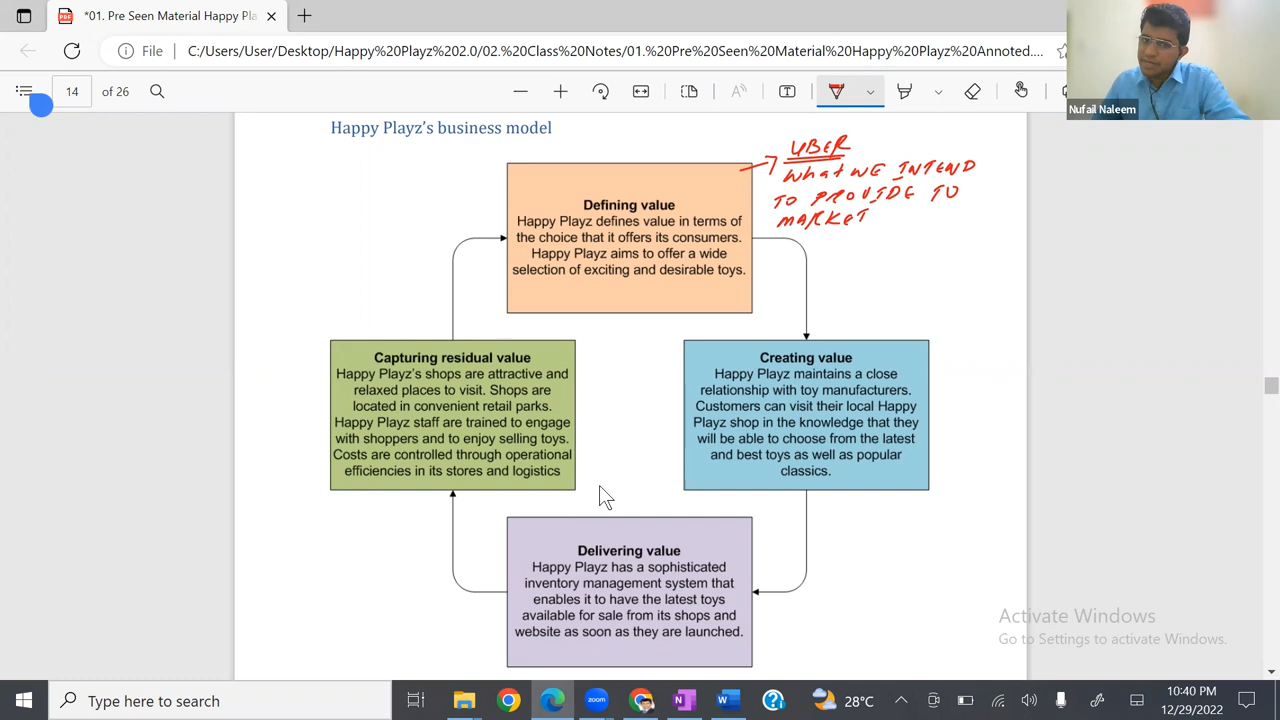 *01. Pre Seen Material Happy Pla
File
C:/Users/User/Desktop/Happy%20Playz%202.0/02.%20Class%20Notes/01.%20Pre%20Seen%20Material%20Happy%20Playz%20Annoted....
14 of 26
Nufail Naleem
Happy Playz's business model
UBER
What WE INTEND
TO PROVIDE TO
MARKET
Defining value
Happy Playz defines value in terms of
the choice that it offers its consumers.
Happy Playz aims to offer a wide
selection of exciting and desirable toys.
Capturing residual value
Happy Playz's shops are attractive and
relaxed places to visit. Shops are
located in convenient retail parks.
Happy Playz staff are trained to engage
with shoppers and to enjoy selling toys.
Costs are controlled through operational
efficiencies in its stores and logistics
Creating value
Happy Playz maintains a close
relationship with toy manufacturers.
Customers can visit their local Happy
Playz shop in the knowledge that they
will be able to choose from the latest
and best toys as well as popular
classics.
Delivering value
Happy Playz has a sophisticated
inventory management system that
enables it to have the latest toys
available for sale from its shops and
website as soon as they are launched.
Activate Windows
Go to Settings to activate Windows.
Type here to search
28°C
10:40 PM
12/29/2022